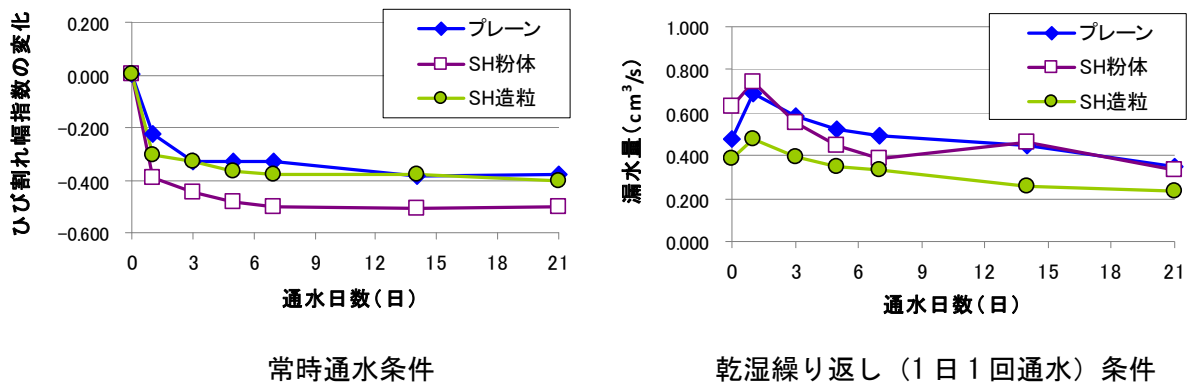 0.200
0.000
-0.200
-0.400
-0.600
ひび割れ幅指数の変化
プレーン
SH粉体
SH造粒
0 3 6 9 12 15 18 21
通水日数(日)
常時通水条件
1.000
0.800
0.600
0.400
0.200
0.000
漏水量(cm³/s)
プレーン
SH粉体
SH造粒
0 3 6 9 12 15 18 21
通水日数(日)
乾湿繰り返し（1日1回通水）条件